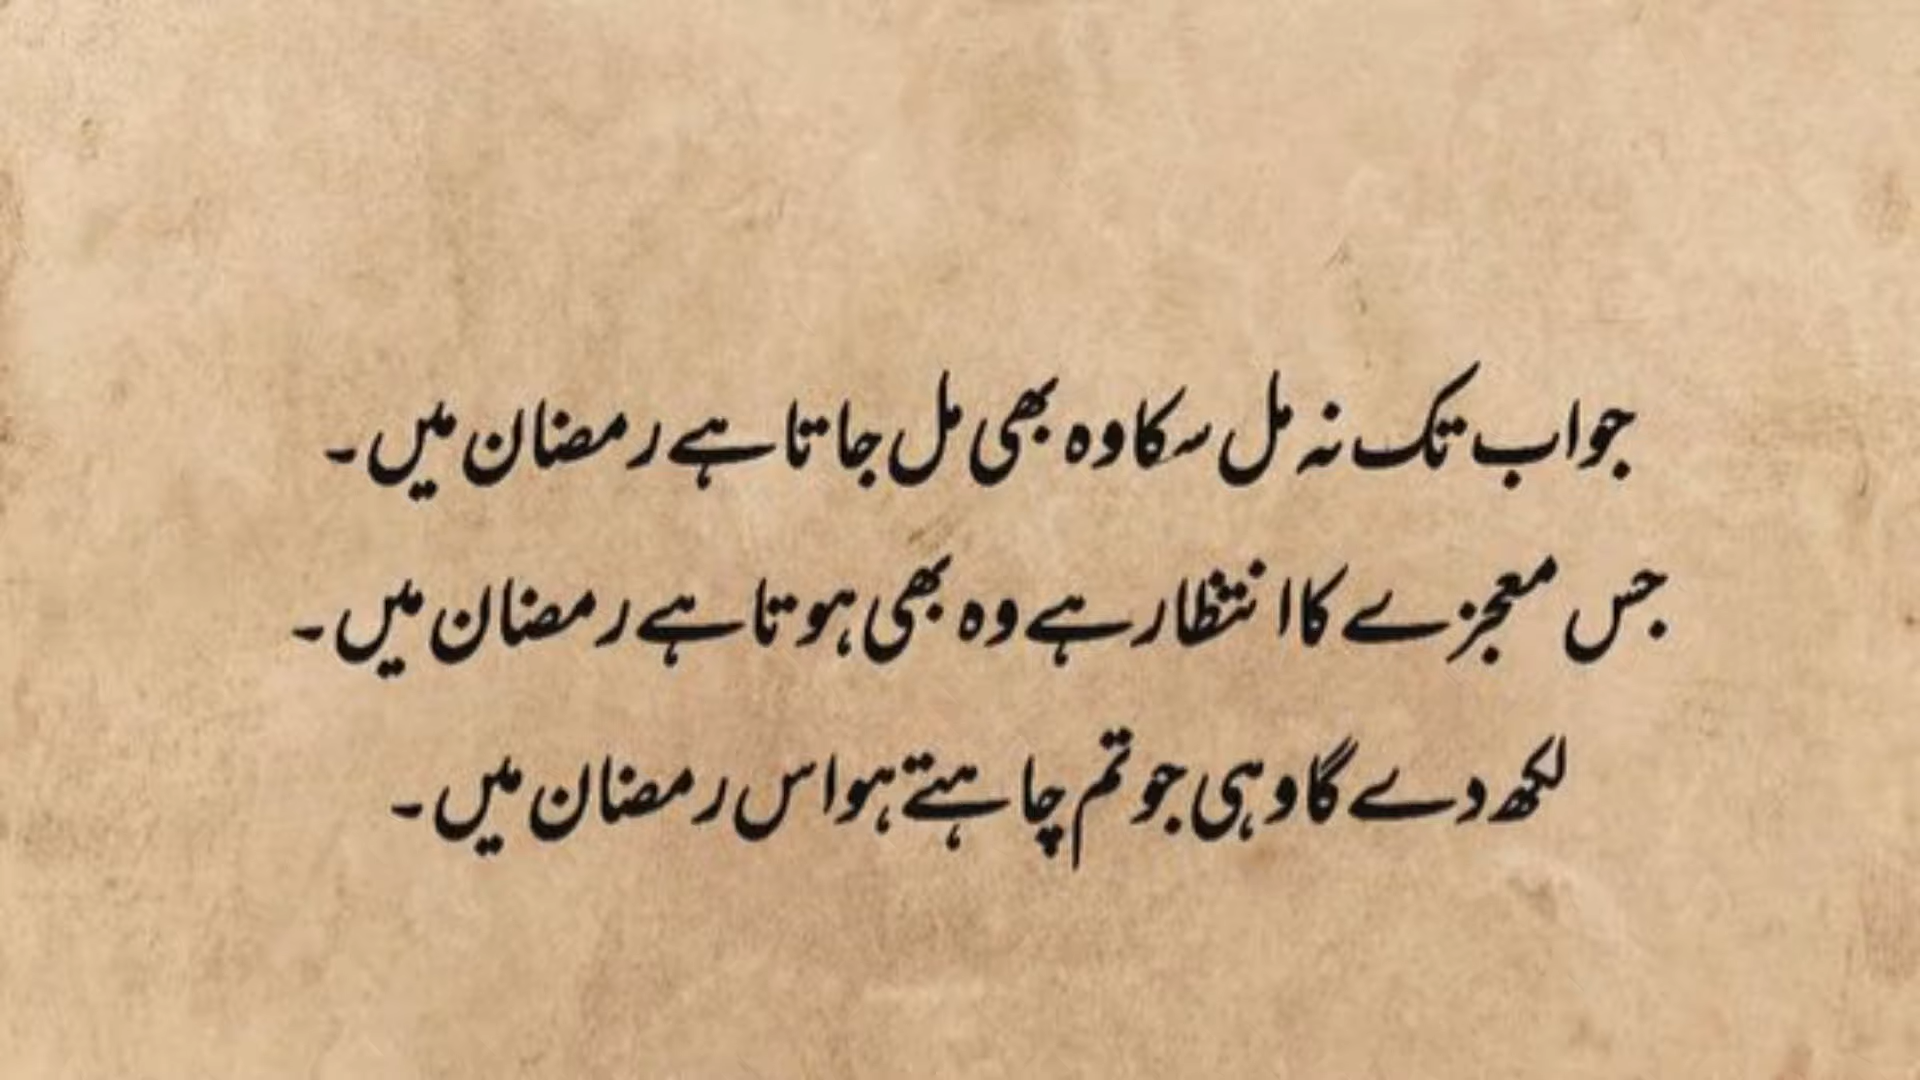 جواب تک نہ مل سکا وہ بھی مل جاتا ہے رمضان میں۔
جس معجزے کا انتظار ہے وہ بھی ہوتا ہے رمضان میں۔
لکھ دے گا وہی جو تم چاہتے ہو اس رمضان میں۔